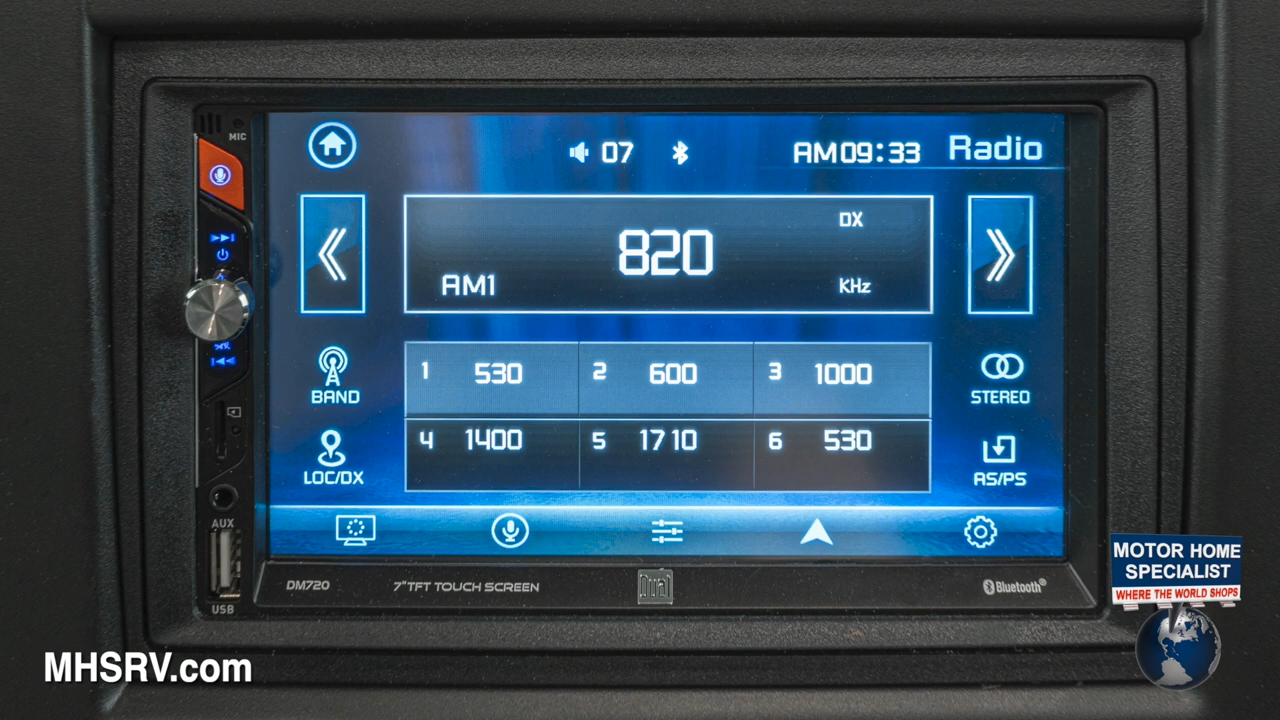 MIC
07
AM09:33
Radio
DX
820
AM1
KHz
1 530
2 600
3 1000
4 1400
5 1710
6 530
BAND
STEREO
LOC/DX
AS/PS
AUX
USB
DM720
7"TFT TOUCH SCREEN
Dual
Bluetooth®
MOTOR HOME
SPECIALIST
WHERE THE WORLD SHOPS
MHSRV.com